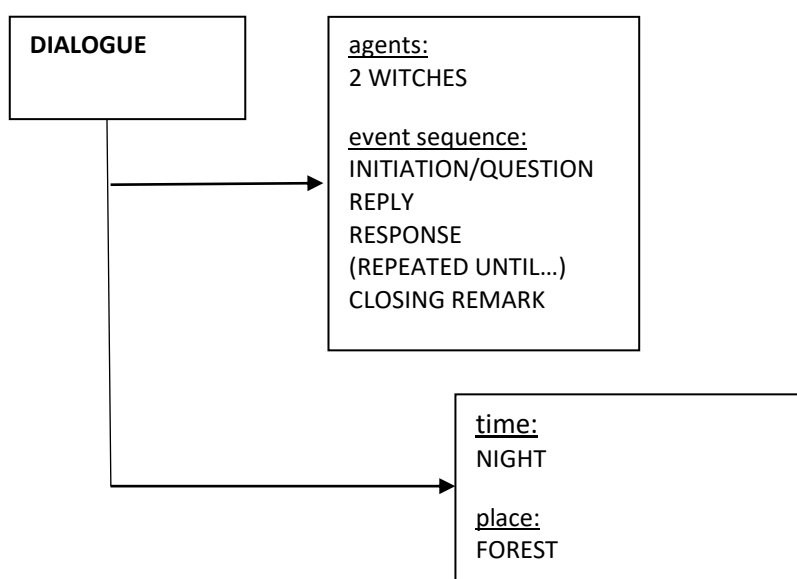 DIALOGUE
agents:
2 WITCHES
event sequence:
INITIATION/QUESTION
REPLY
RESPONSE
(REPEATED UNTIL…)
CLOSING REMARK
time:
NIGHT
place:
FOREST